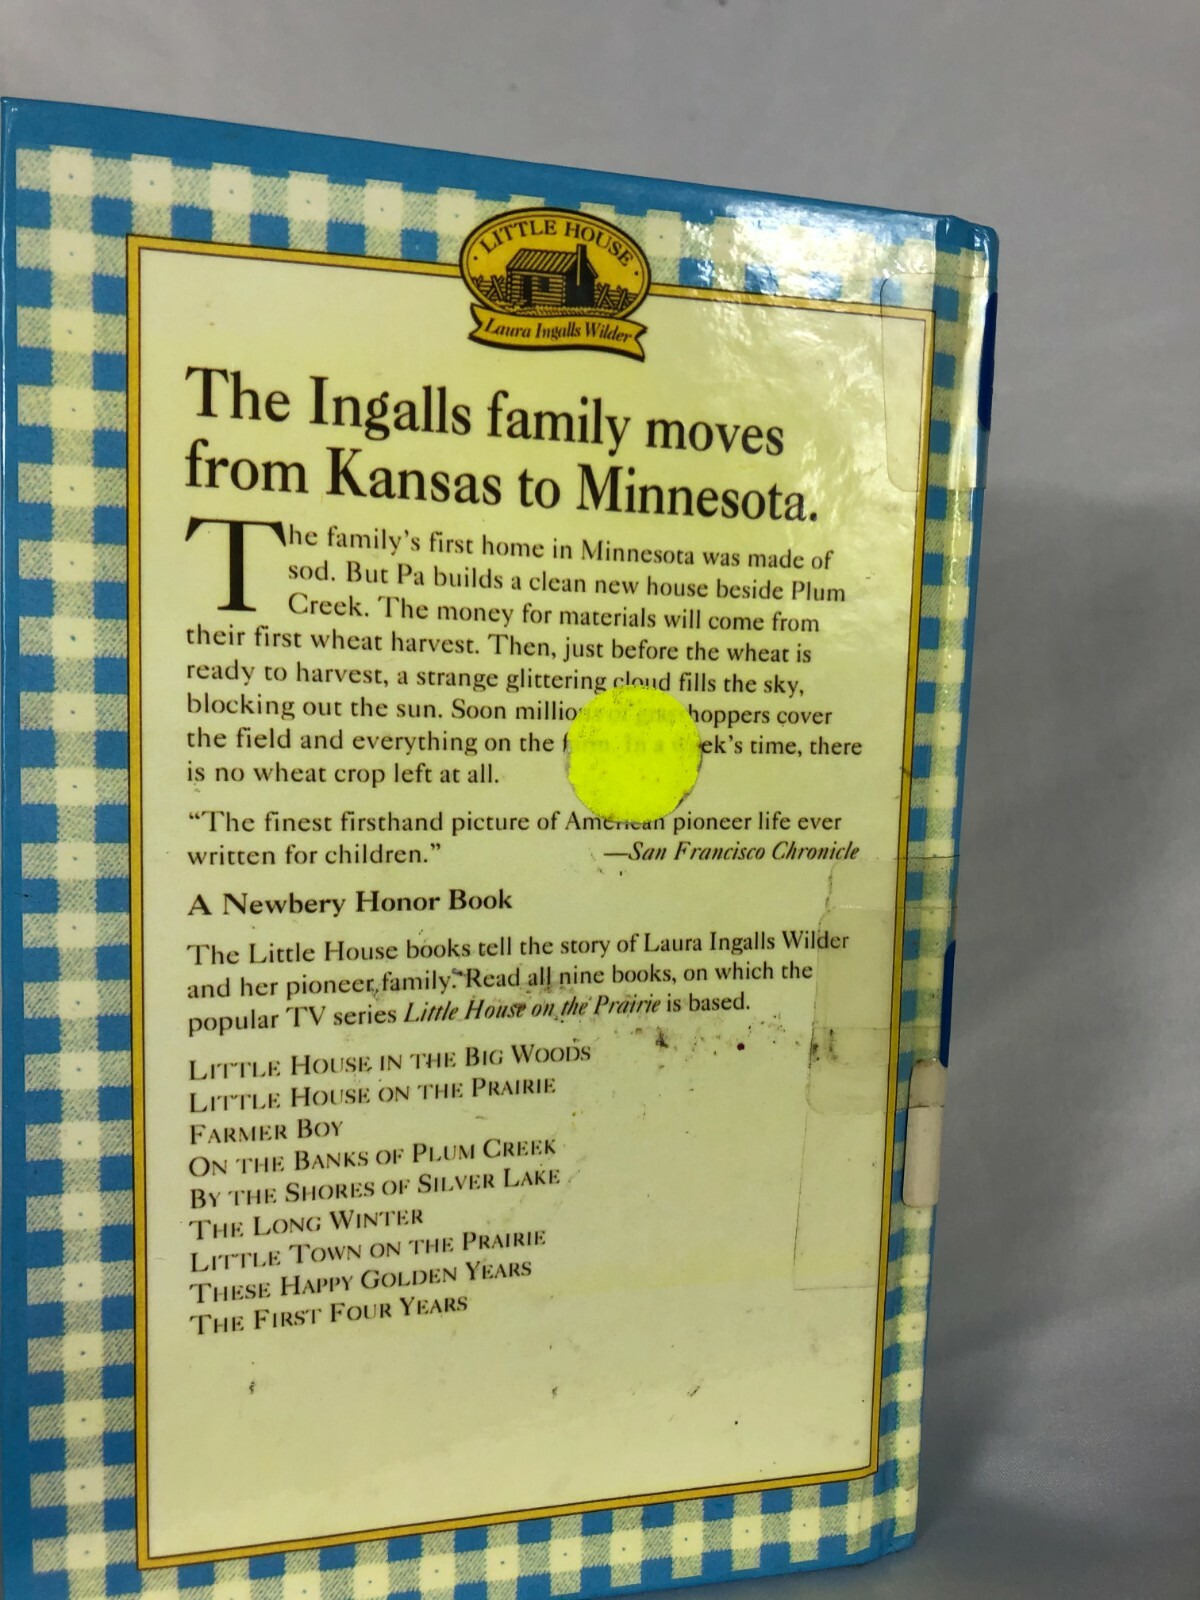 LITTLE HOUSE
Laura Ingalls Wilder
The Ingalls family moves
from Kansas to Minnesota.
The family's first home in Minnesota was made of
sod. But Pa builds a clean new house beside Plum
Creek. The money for materials will come from
their first wheat harvest. Then, just before the wheat is
ready to harvest, a strange glittering cloud fills the sky,
blocking out the sun. Soon millions of grasshoppers cover
the field and everything on the farm. In a week's time, there
is no wheat crop left at all.
“The finest firsthand picture of American pioneer life ever
written for children.” —San Francisco Chronicle
A Newbery Honor Book
The Little House books tell the story of Laura Ingalls Wilder
and her pioneer family. Read all nine books, on which the
popular TV series Little House on the Prairie is based.
LITTLE HOUSE IN THE BIG WOODS
LITTLE HOUSE ON THE PRAIRIE
FARMER BOY
ON THE BANKS OF PLUM CREEK
BY THE SHORES OF SILVER LAKE
THE LONG WINTER
LITTLE TOWN ON THE PRAIRIE
THESE HAPPY GOLDEN YEARS
THE FIRST FOUR YEARS